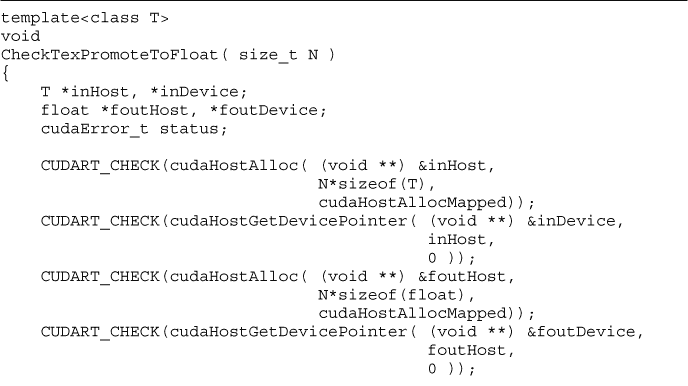 template<class T>
void
CheckTexPromoteToFloat( size_t N )
{
    T *inHost, *inDevice;
    float *foutHost, *foutDevice;
    cudaError_t status;

    CUDART_CHECK(cudaHostAlloc( (void **) &inHost,
                                N*sizeof(T),
                                cudaHostAllocMapped));
    CUDART_CHECK(cudaHostGetDevicePointer( (void **) &inDevice,
                                           inHost,
                                           0 ));
    CUDART_CHECK(cudaHostAlloc( (void **) &foutHost,
                                N*sizeof(float),
                                cudaHostAllocMapped));
    CUDART_CHECK(cudaHostGetDevicePointer( (void **) &foutDevice,
                                           foutHost,
                                           0 ));